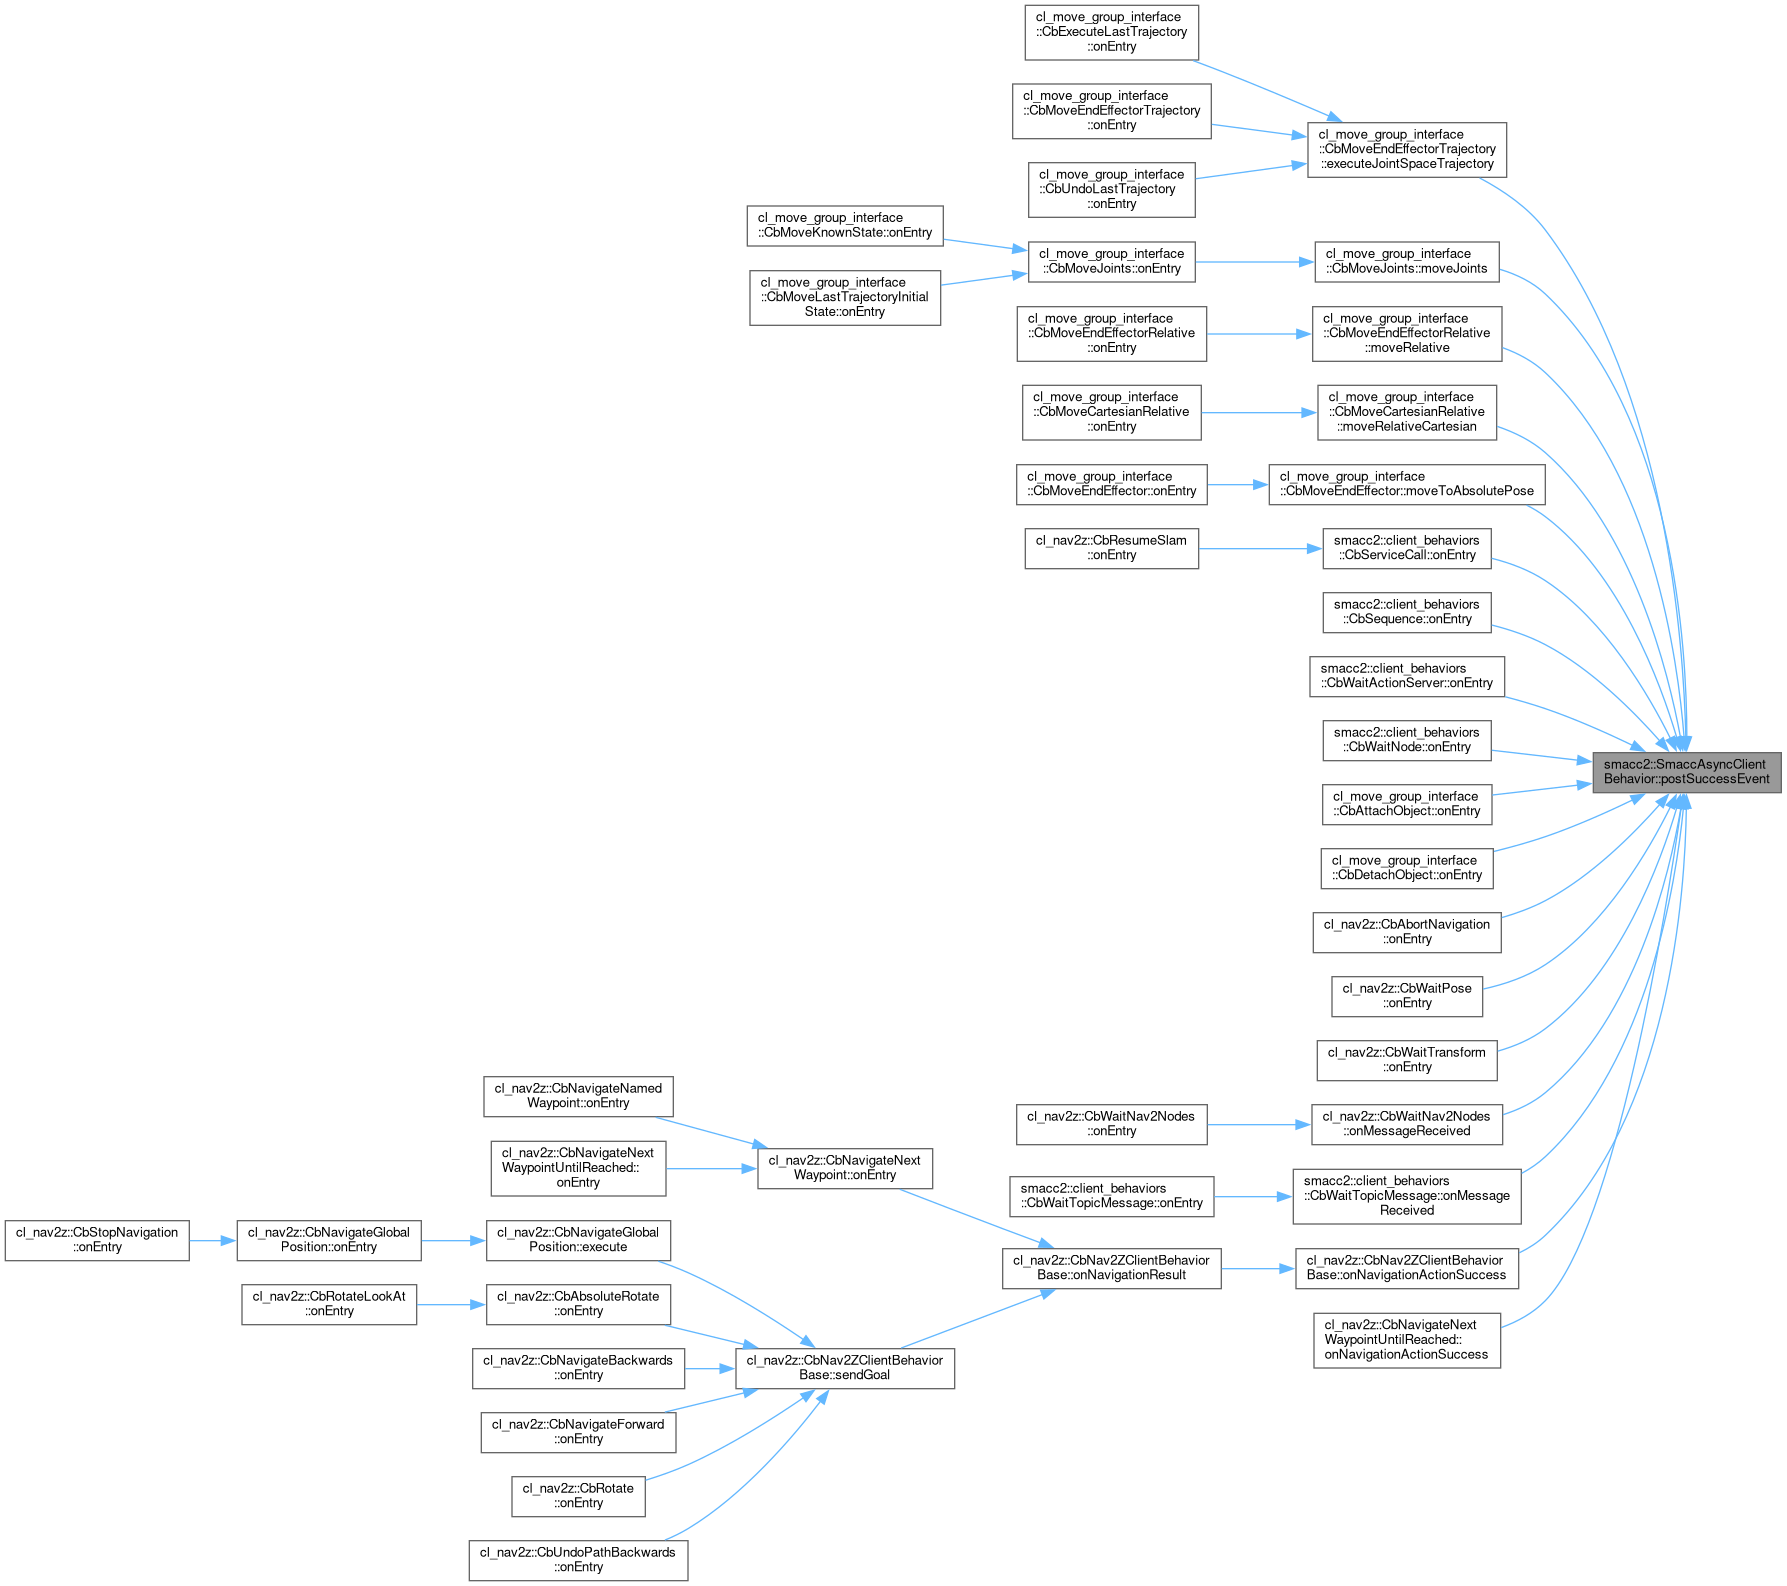 cl_move_group_interface
::CbExecuteLastTrajectory
::onEntry
cl_move_group_interface
::CbMoveEndEffectorTrajectory
::onEntry
cl_move_group_interface
::CbMoveEndEffectorTrajectory
::executeJointSpaceTrajectory
cl_move_group_interface
::CbUndoLastTrajectory
::onEntry
cl_move_group_interface
::CbMoveKnownState::onEntry
cl_move_group_interface
::CbMoveJoints::onEntry
cl_move_group_interface
::CbMoveJoints::moveJoints
cl_move_group_interface
::CbMoveLastTrajectoryInitial
State::onEntry
cl_move_group_interface
::CbMoveEndEffectorRelative
::onEntry
cl_move_group_interface
::CbMoveEndEffectorRelative
::moveRelative
cl_move_group_interface
::CbMoveCartesianRelative
::onEntry
cl_move_group_interface
::CbMoveCartesianRelative
::moveRelativeCartesian
cl_move_group_interface
::CbMoveEndEffector::onEntry
cl_move_group_interface
::CbMoveEndEffector::moveToAbsolutePose
cl_nav2z::CbResumeSlam
::onEntry
smacc2::client_behaviors
::CbServiceCall::onEntry
smacc2::client_behaviors
::CbSequence::onEntry
smacc2::client_behaviors
::CbWaitActionServer::onEntry
smacc2::client_behaviors
::CbWaitNode::onEntry
smacc2::SmaccAsyncClient
Behavior::postSuccessEvent
cl_move_group_interface
::CbAttachObject::onEntry
cl_move_group_interface
::CbDetachObject::onEntry
cl_nav2z::CbAbortNavigation
::onEntry
cl_nav2z::CbWaitPose
::onEntry
cl_nav2z::CbWaitTransform
::onEntry
cl_nav2z::CbNavigateNamed
Waypoint::onEntry
cl_nav2z::CbWaitNav2Nodes
::onEntry
cl_nav2z::CbWaitNav2Nodes
::onMessageReceived
cl_nav2z::CbNavigateNext
WaypointUntilReached::
onEntry
cl_nav2z::CbNavigateNext
Waypoint::onEntry
smacc2::client_behaviors
::CbWaitTopicMessage::onEntry
smacc2::client_behaviors
::CbWaitTopicMessage::onMessage
Received
cl_nav2z::CbStopNavigation
::onEntry
cl_nav2z::CbNavigateGlobal
Position::onEntry
cl_nav2z::CbNavigateGlobal
Position::execute
cl_nav2z::CbNav2ZClientBehavior
Base::onNavigationResult
cl_nav2z::CbNav2ZClientBehavior
Base::onNavigationActionSuccess
cl_nav2z::CbRotateLookAt
::onEntry
cl_nav2z::CbAbsoluteRotate
::onEntry
cl_nav2z::CbNavigateNext
WaypointUntilReached::
onNavigationActionSuccess
cl_nav2z::CbNavigateBackwards
::onEntry
cl_nav2z::CbNav2ZClientBehavior
Base::sendGoal
cl_nav2z::CbNavigateForward
::onEntry
cl_nav2z::CbRotate
::onEntry
cl_nav2z::CbUndoPathBackwards
::onEntry